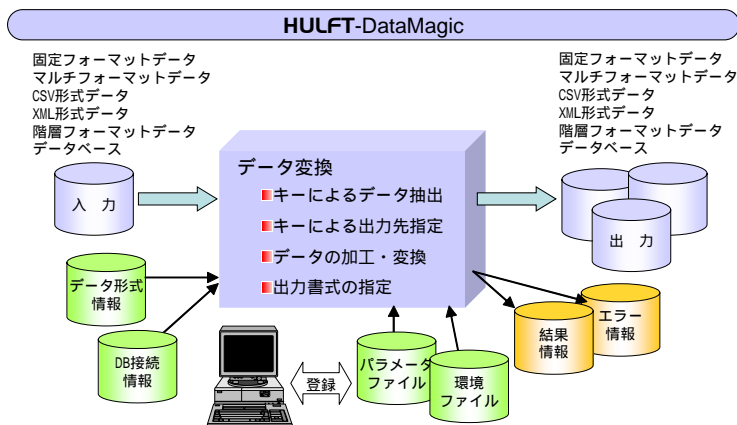 HULFT-DataMagic
固定フォーマットデータ
マルチフォーマットデータ
CSV形式データ
XML形式データ
階層フォーマットデータ
データベース
入 力
データ変換
キーによるデータ抽出
キーによる出力先指定
データの加工・変換
出力書式の指定
固定フォーマットデータ
マルチフォーマットデータ
CSV形式データ
XML形式データ
階層フォーマットデータ
データベース
出 力
データ形式
情報
DB接続
情報
登録
パラメータ
ファイル
環境
ファイル
結果
情報
エラー
情報